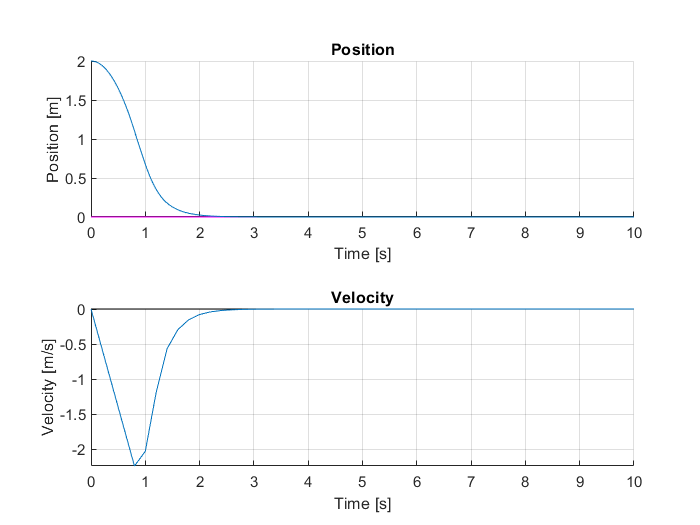 Position
2
1.5
1
0.5
0
Position [m]
0 1 2 3 4 5 6 7 8 9 10
Time [s]
Velocity
0
-0.5
-1
-1.5
-2
Velocity [m/s]
0 1 2 3 4 5 6 7 8 9 10
Time [s]